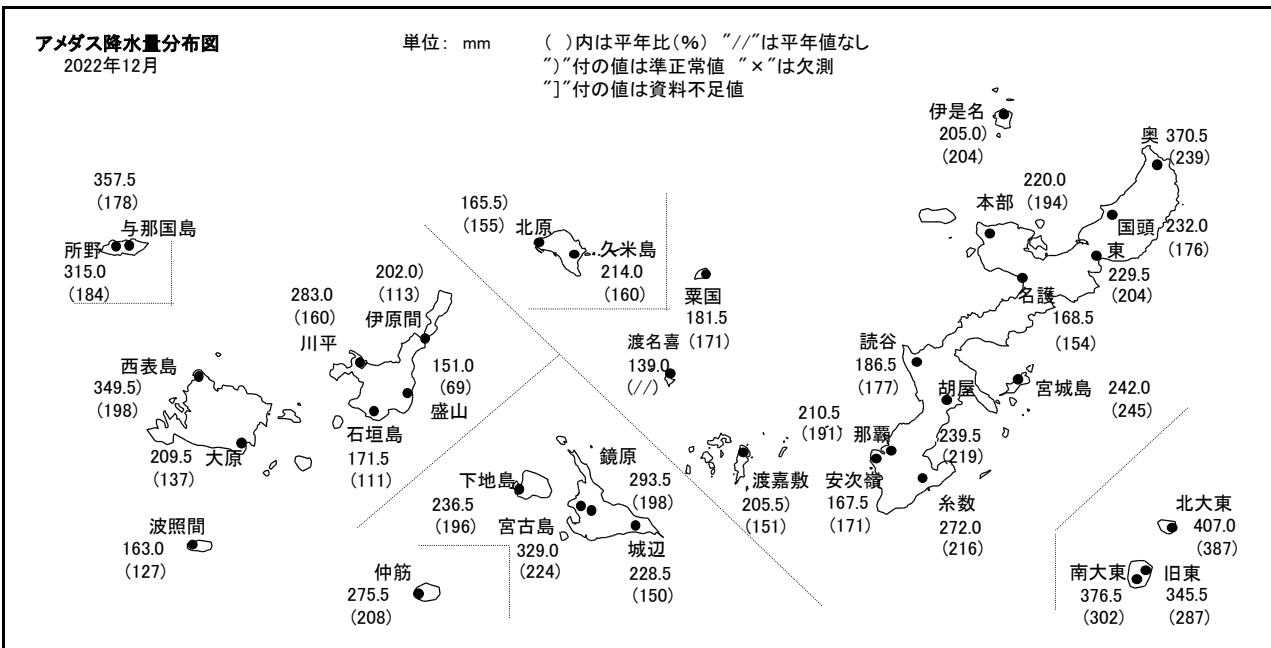 アメダス降水量分布図
2022年12月
単位： mm
( )内は平年比(%) "//"は平年値なし
")"付の値は準正常値 "×"は欠測
"]"付の値は資料不足値
伊是名
205.0)
(204)
奥 370.5
(239)
220.0
本部 (194)
国頭 232.0
(176)
東
229.5
(204)
名護
168.5
(154)
357.5
(178)
与那国島
所野
315.0
(184)
165.5)
(155) 北原
久米島
214.0
(160)
粟国
181.5
(171)
渡名喜
139.0
(//)
読谷
186.5
(177)
胡屋
239.5
(219)
宮城島
242.0
(245)
202.0)
(113)
伊原間
283.0
(160)
川平
151.0
(69)
盛山
石垣島
171.5
(111)
西表島
349.5)
(198)
209.5 大原
(137)
波照間
163.0
(127)
210.5
(191) 那覇
安次嶺
167.5
(171)
糸数
272.0
(216)
渡嘉敷
205.5)
(151)
鏡原
293.5
(198)
下地島
236.5
(196)
宮古島
329.0
(224)
城辺
228.5
(150)
仲筋
275.5
(208)
北大東
407.0
(387)
南大東
376.5
(302)
旧東
345.5
(287)